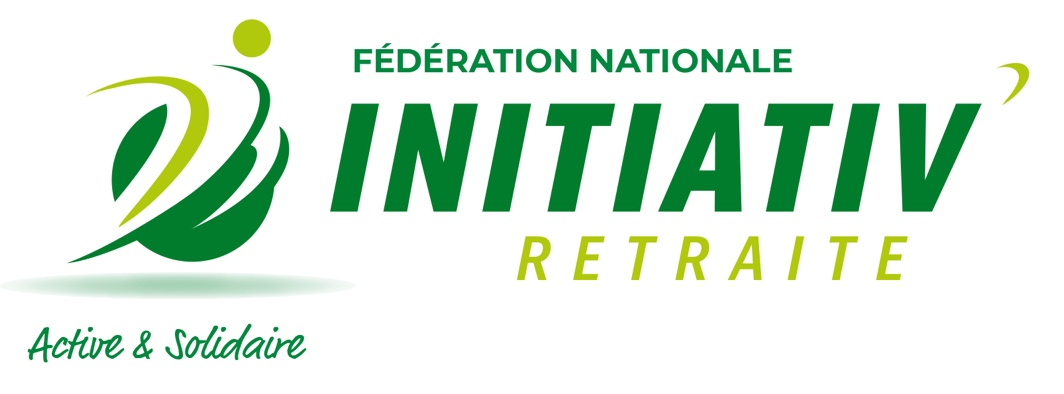 FÉDÉRATION NATIONALE
INITIATIV'
RETRAITE
Active & Solidaire